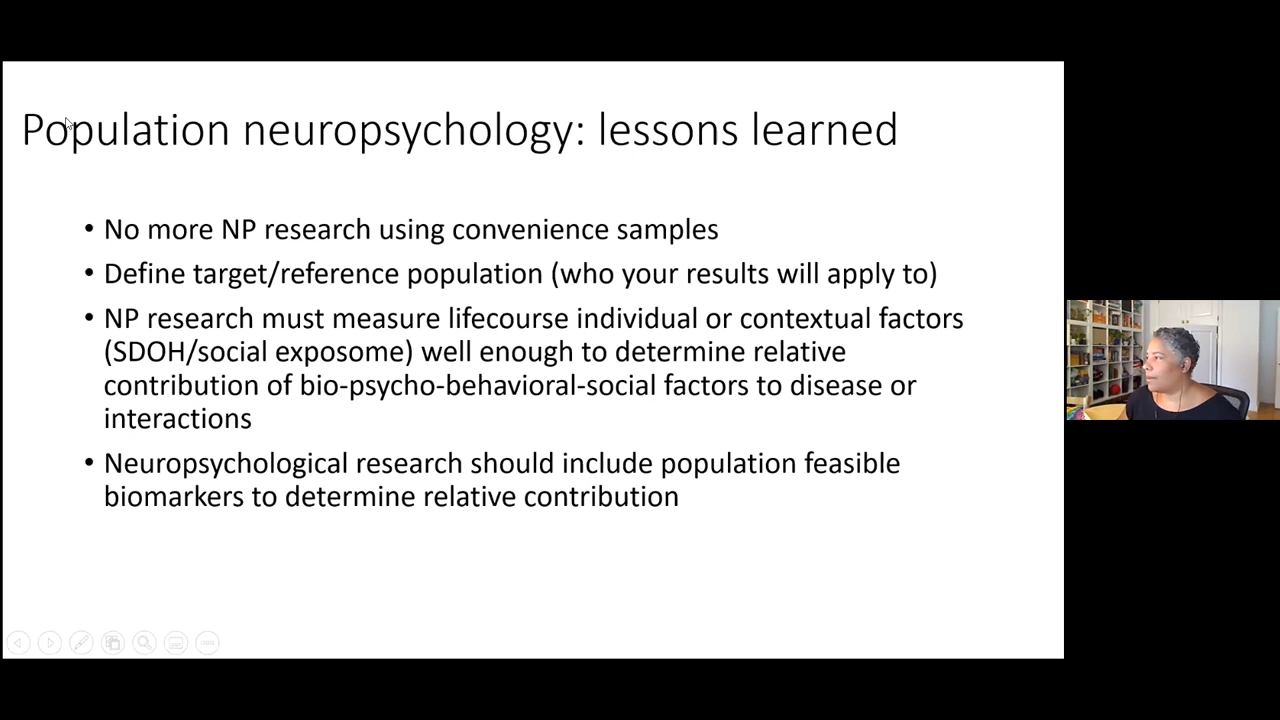 Population neuropsychology: lessons learned
• No more NP research using convenience samples
• Define target/reference population (who your results will apply to)
• NP research must measure lifecourse individual or contextual factors
(SDOH/social exposome) well enough to determine relative
contribution of bio-psycho-behavioral-social factors to disease or
interactions
• Neuropsychological research should include population feasible
biomarkers to determine relative contribution